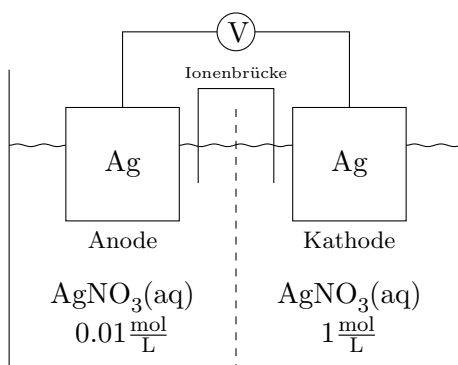 V
Ionenbrücke
Ag
Ag
Anode
Kathode
AgNO₃(aq)
0.01 mol/L
AgNO₃(aq)
1 mol/L